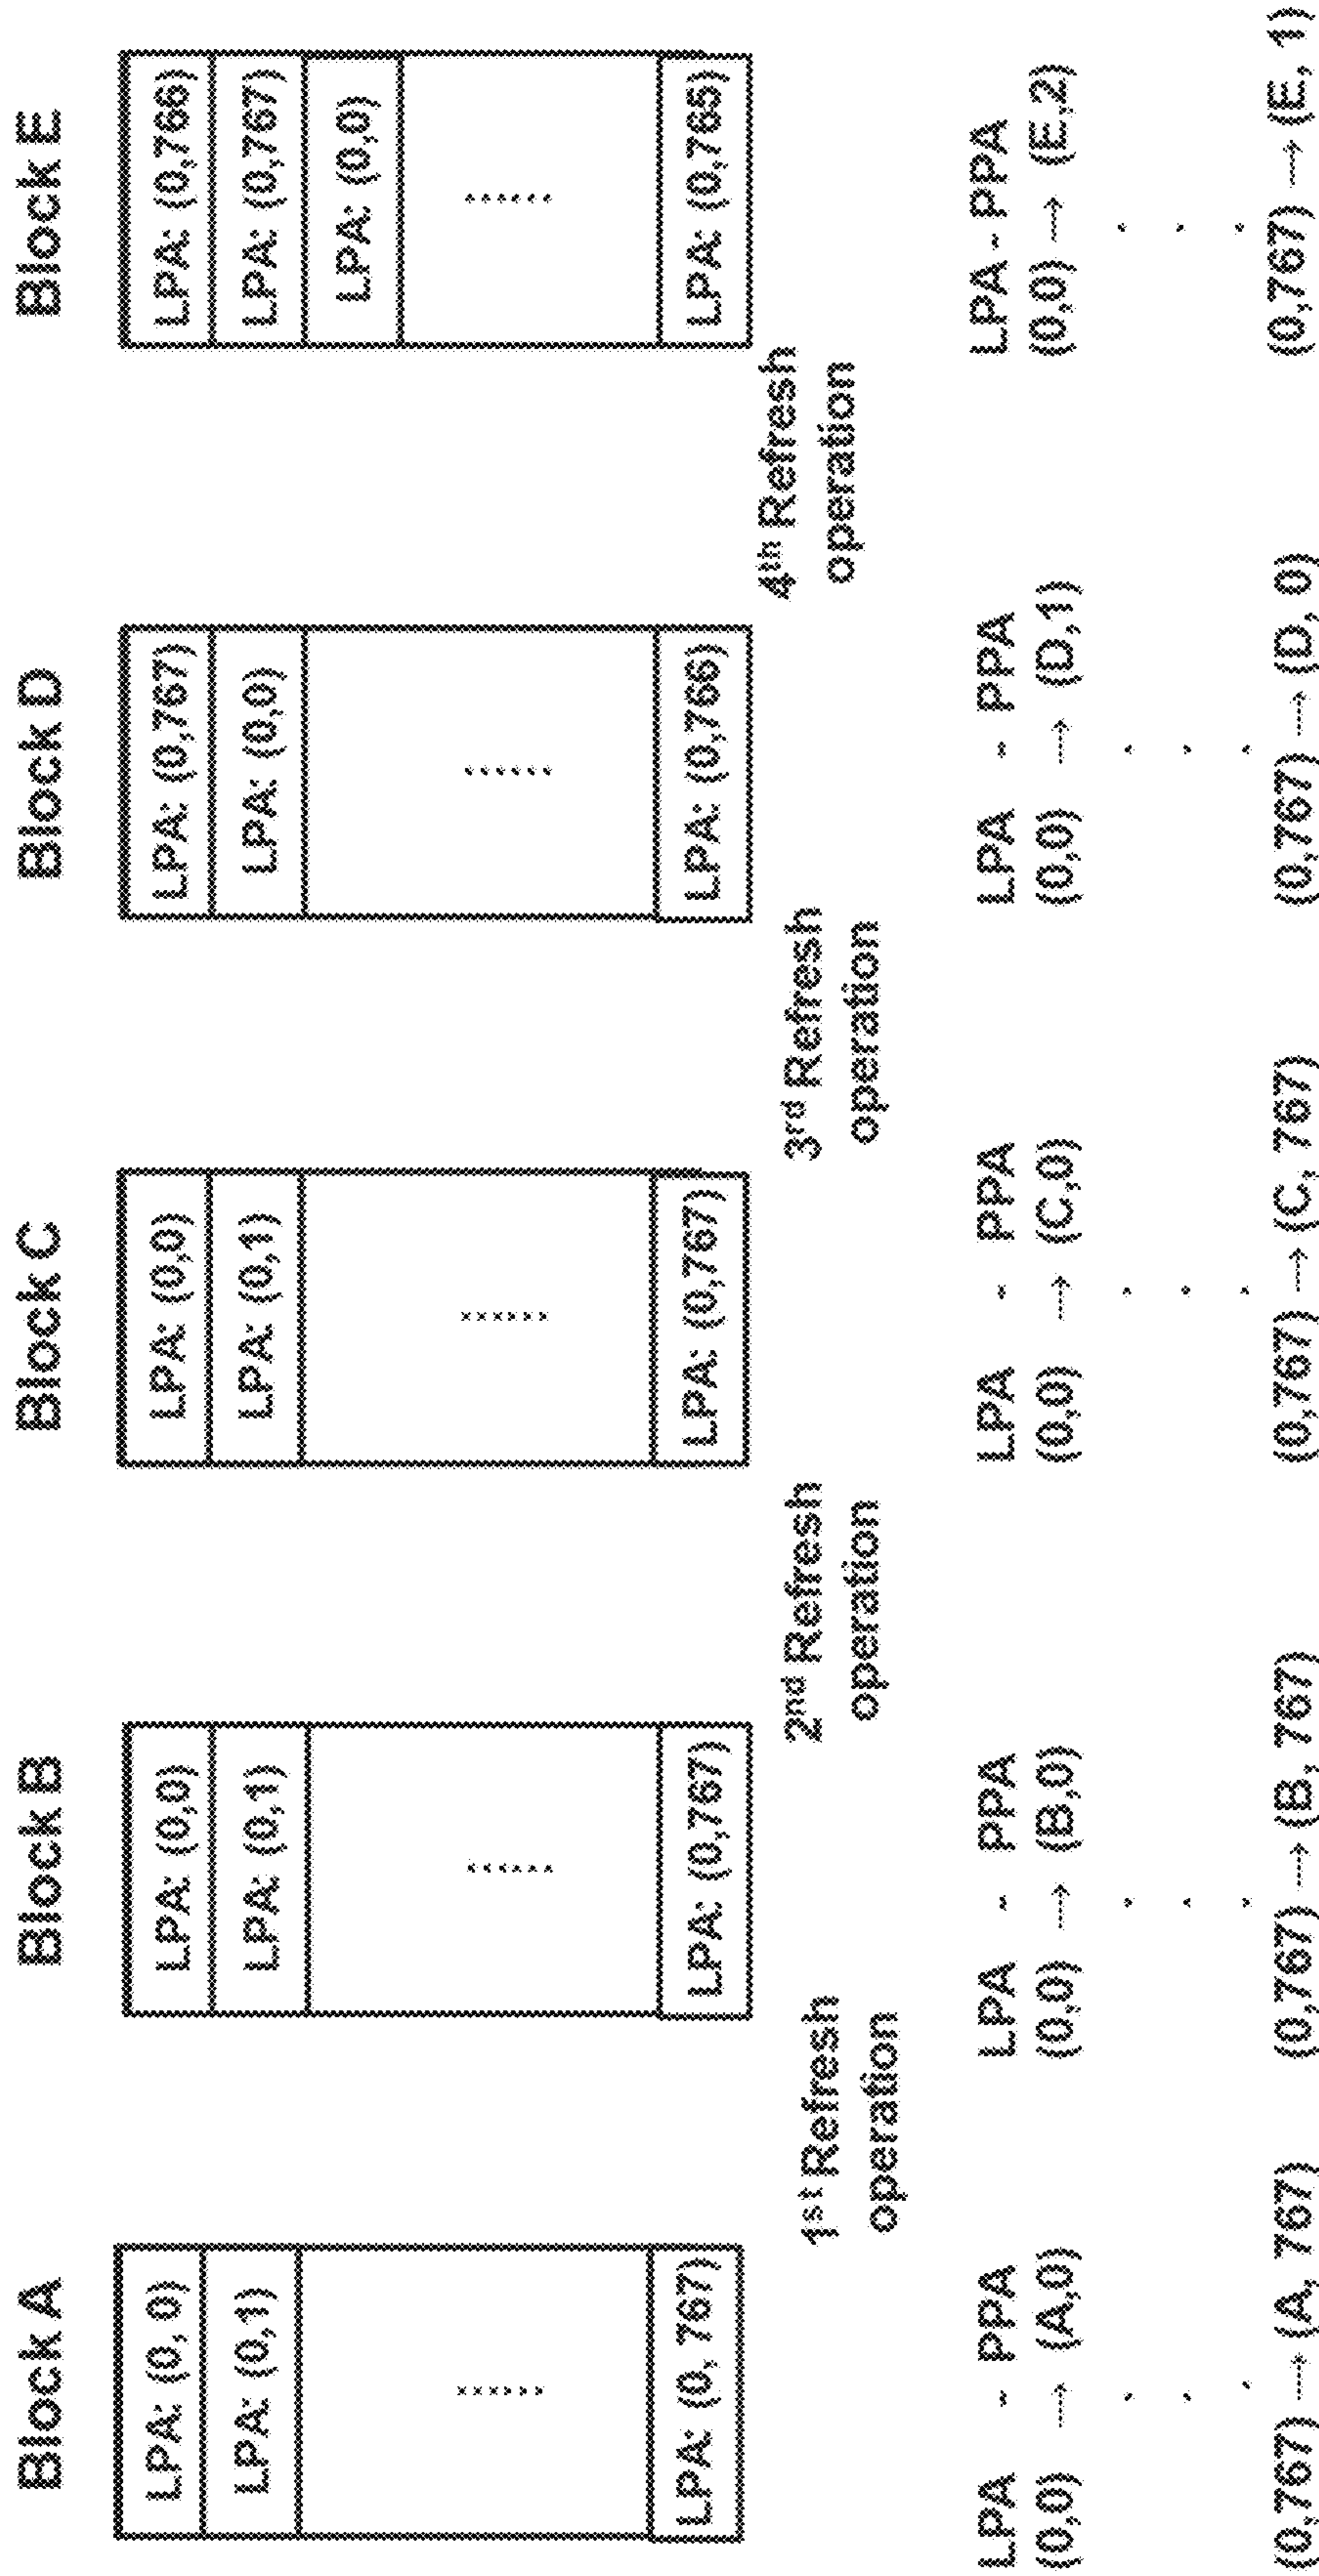 Block A
LPA: (0, 0)
LPA: (0,1)
......
LPA: (0, 767)
LPA - PPA
(0,0) → (A,0)
. . .
(0,767) → (A, 767)
1st Refresh
operation
Block B
LPA: (0,0)
LPA: (0,1)
......
LPA: (0,767)
LPA - PPA
(0,0) → (B,0)
. . .
(0,767) → (B, 767)
2nd Refresh
operation
Block C
LPA: (0,0)
LPA: (0,1)
......
LPA: (0,767)
LPA - PPA
(0,0) → (C,0)
. . .
(0,767) → (C, 767)
3rd Refresh
operation
Block D
LPA: (0,767)
LPA: (0,0)
......
LPA: (0,766)
LPA - PPA
(0,0) → (D,1)
. . .
(0,767) → (D, 0)
4th Refresh
operation
Block E
LPA: (0,766)
LPA: (0,767)
LPA: (0,0)
......
LPA: (0,765)
LPA - PPA
(0,0) → (E,2)
. . .
(0,767) → (E, 1)